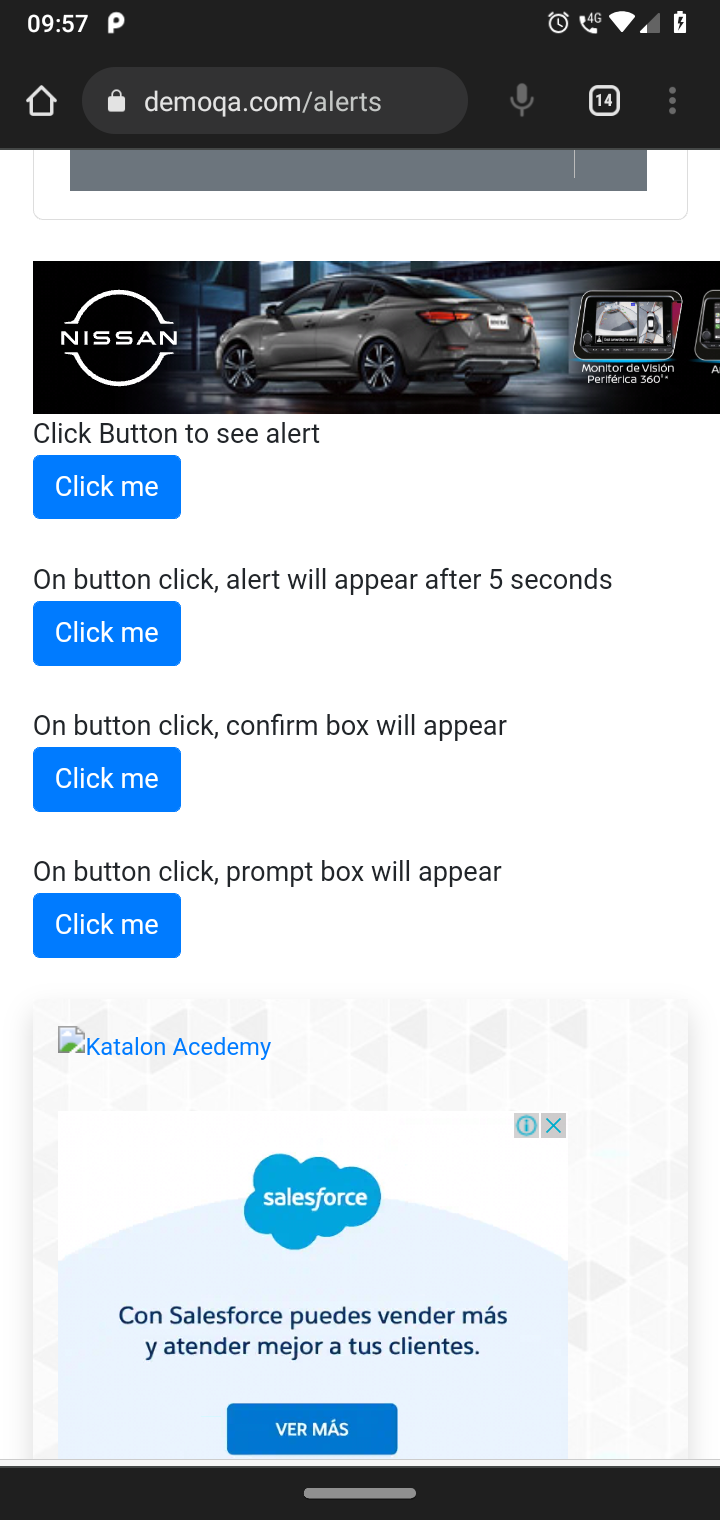 09:57
4G
demoqa.com/alerts
14
NISSAN
Monitor de Visión
Periférica 360°*
Click Button to see alert
Click me
On button click, alert will appear after 5 seconds
Click me
On button click, confirm box will appear
Click me
On button click, prompt box will appear
Click me
Katalon Acedemy
salesforce
Con Salesforce puedes vender más
y atender mejor a tus clientes.
VER MÁS